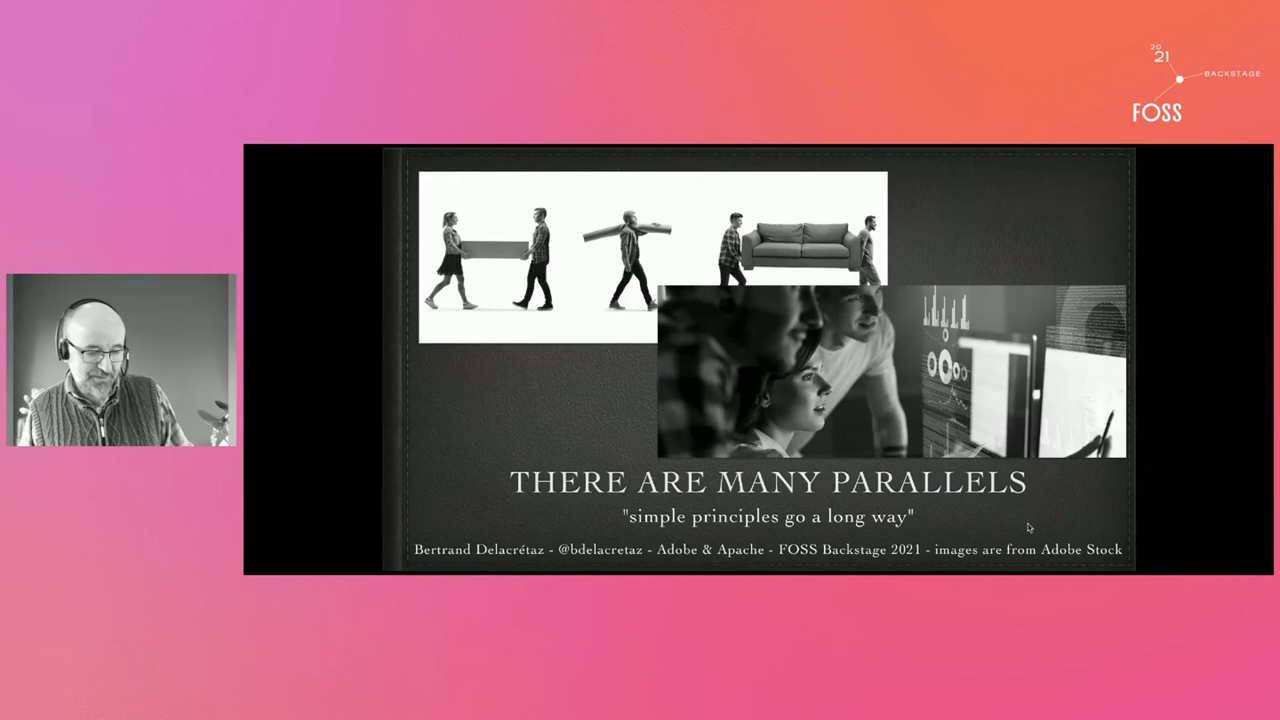 20
21
BACKSTAGE
FOSS
THERE ARE MANY PARALLELS
"simple principles go a long way"
Bertrand Delacrétaz - @bdelacretaz - Adobe & Apache - FOSS Backstage 2021 - images are from Adobe Stock